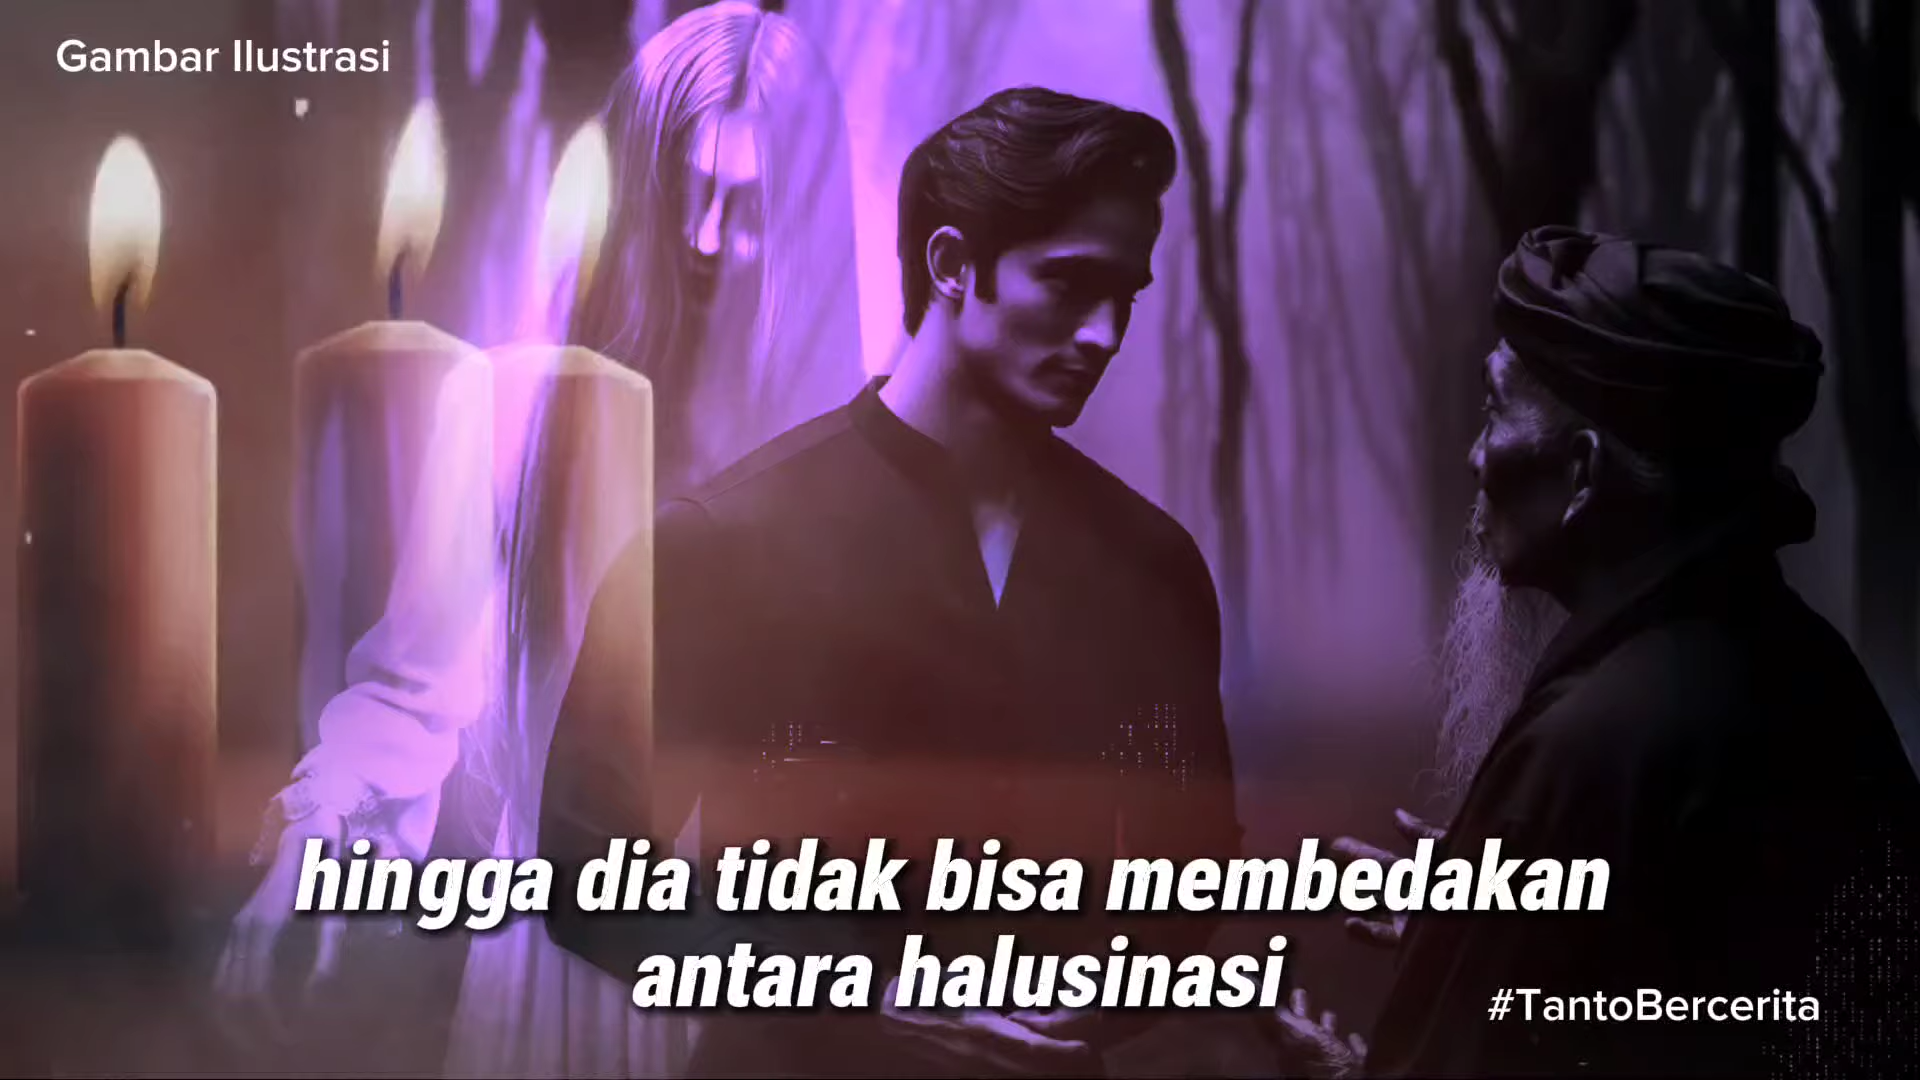 Gambar Ilustrasi
hingga dia tidak bisa membedakan
antara halusinasi
#TantoBercerita